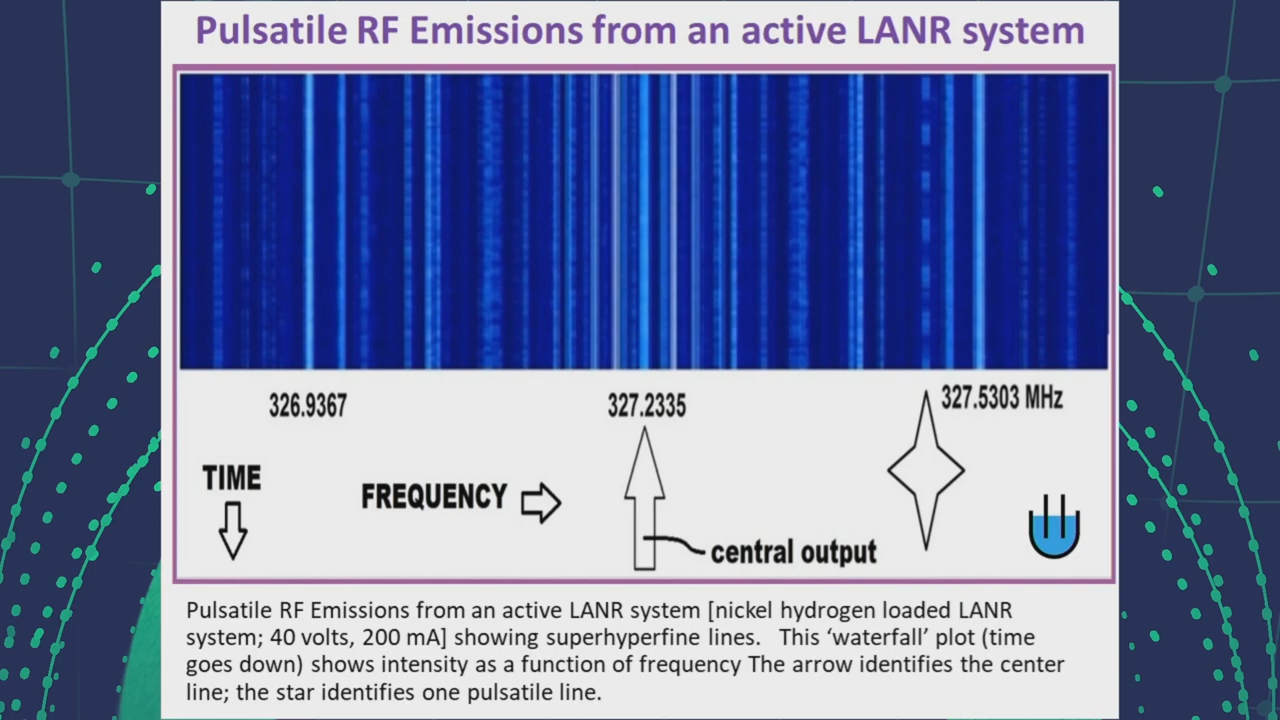 Pulsatile RF Emissions from an active LANR system
326.9367
327.2335
327.5303 MHz
TIME
FREQUENCY
central output
Pulsatile RF Emissions from an active LANR system [nickel hydrogen loaded LANR
system; 40 volts, 200 mA] showing superhyperfine lines.   This ‘waterfall’ plot (time
goes down) shows intensity as a function of frequency The arrow identifies the center
line; the star identifies one pulsatile line.